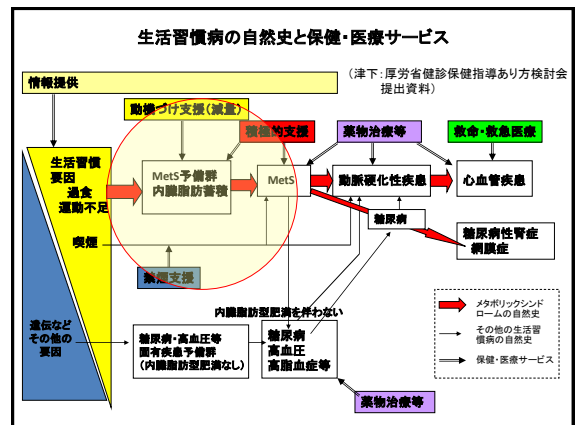 生活習慣病の自然史と保健・医療サービス
(津下:厚労省健診保健指導あり方検討会
提出資料)
情報提供
動機づけ支援(減量)
積極的支援
薬物治療等
救命・救急医療
生活習慣
要因
過食
運動不足
MetS予備群
内臓脂肪蓄積
MetS
動脈硬化性疾患
心血管疾患
糖尿病
喫煙
糖尿病性腎症
網膜症
禁煙支援
内臓脂肪型肥満を伴わない
遺伝など
その他の
要因
糖尿病・高血圧等
固有疾患予備群
(内臓脂肪型肥満なし)
糖尿病
高血圧
高脂血症等
薬物治療等
メタボリックシンド
ロームの自然史
その他の生活習
慣病の自然史
保健・医療サービス